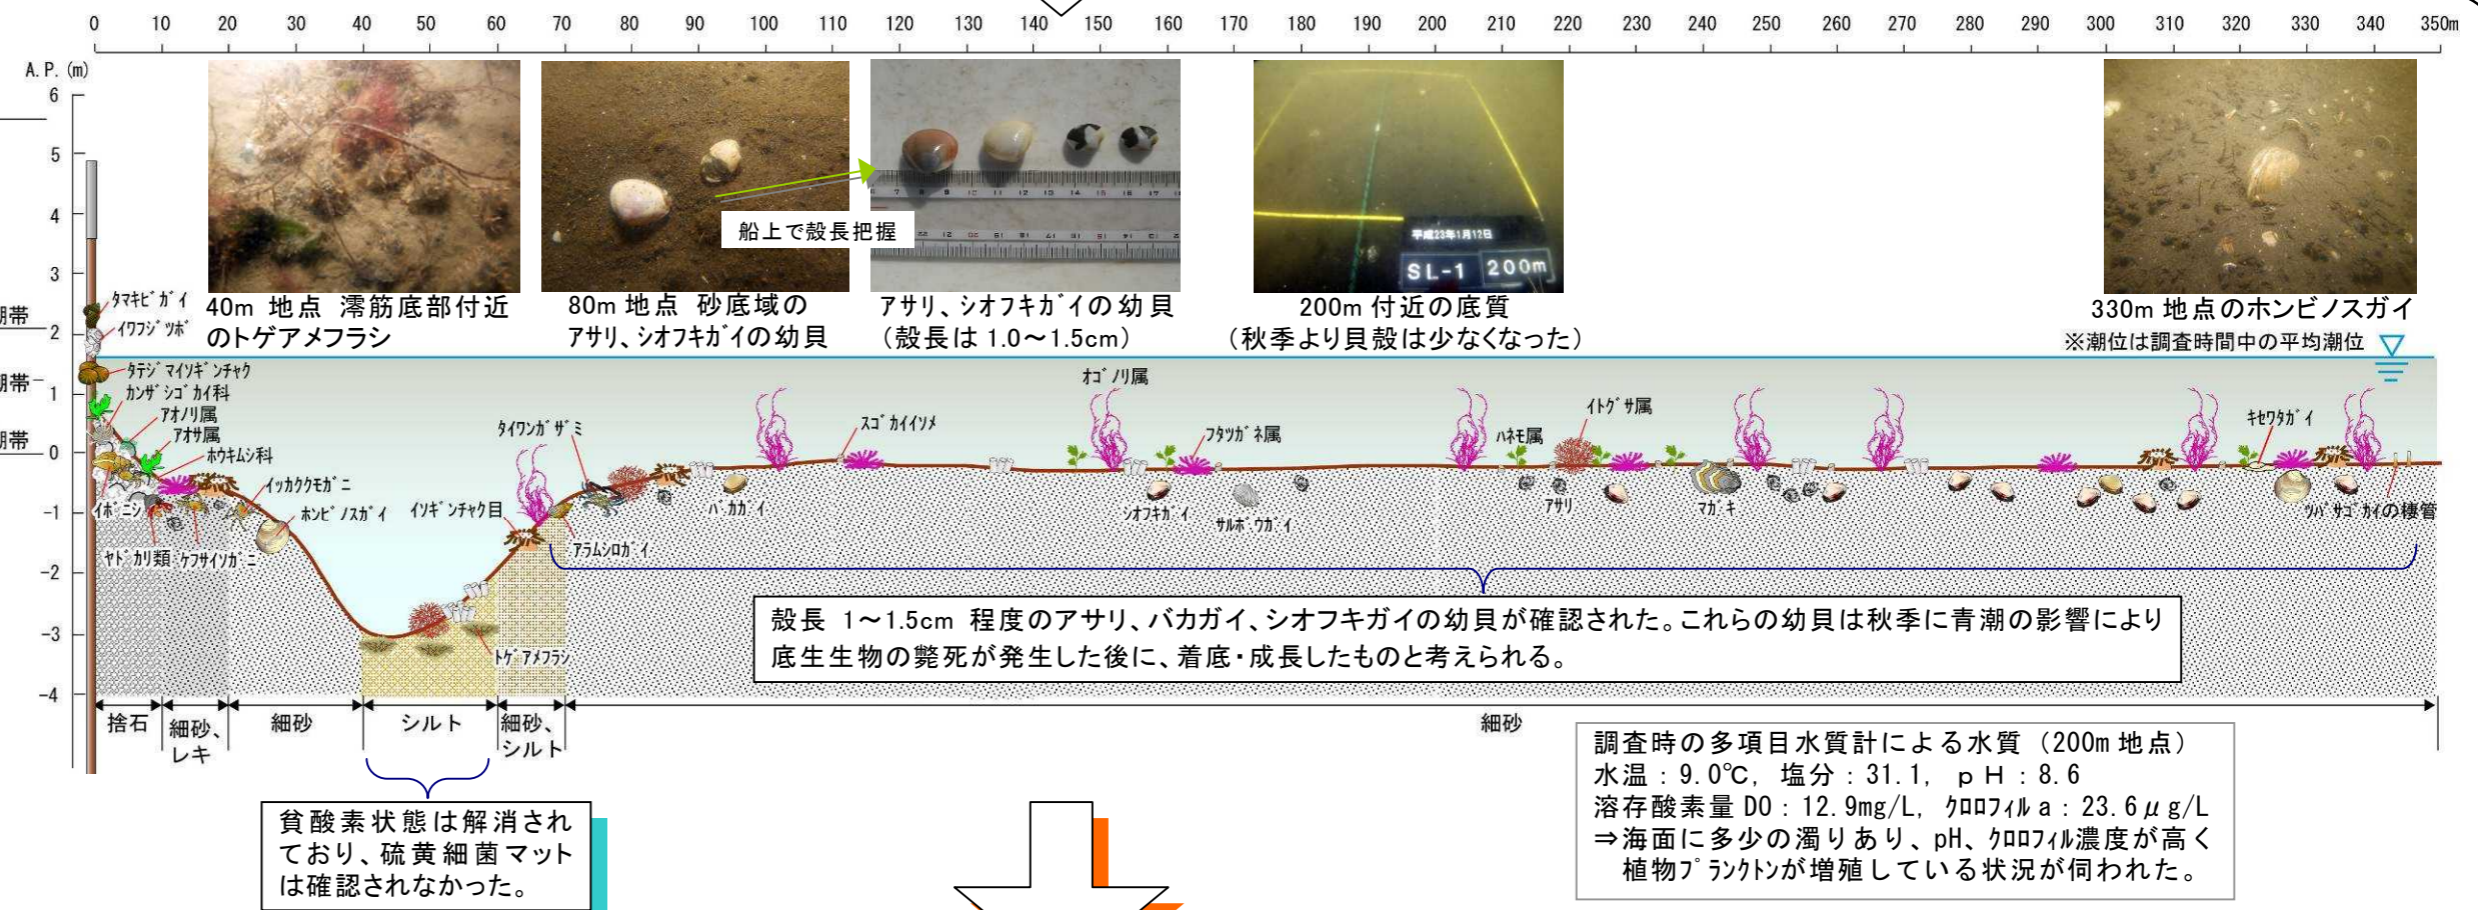 0 10 20 30 40 50 60 70 80 90 100 110 120 130 140 150 160 170 180 190 200 210 220 230 240 250 260 270 280 290 300 310 320 330 340 350m
A.P.(m)
6
5
4
3
2
1
0
-1
-2
-3
-4
潮帯
潮帯
潮帯
平成23年1月12日
SL-1 200m
船上で殻長把握
40m 地点 澪筋底部付近
のトゲアメフラシ
80m 地点 砂底域の
アサリ、シオフキガイの幼貝
アサリ、シオフキガイの幼貝
(殻長は 1.0~1.5cm)
200m 付近の底質
(秋季より貝殻は少なくなった)
330m 地点のホンビノスガイ
※潮位は調査時間中の平均潮位
タマキビガイ
イワフジツボ
タテジマイソギンチャク
カンザシゴカイ科
アオノリ属
アオサ属
ホウキムシ科
イボニシ
ヤドカリ類
ケフサイソガニ
イッカククモガニ
ホンビノスガイ
イソギンチャク目
タイワンガザミ
アラムシロガイ
トゲアメフラシ
バカガイ
スゴカイイソメ
オゴノリ属
フタツガネ属
シオフキガイ
サルボウガイ
ハネモ属
イトグサ属
アサリ
マガキ
キセワタガイ
ツバサゴカイの棲管
殻長 1~1.5cm 程度のアサリ、バカガイ、シオフキガイの幼貝が確認された。これらの幼貝は秋季に青潮の影響により
底生生物の斃死が発生した後に、着底・成長したものと考えられる。
捨石
細砂、
レキ
細砂
シルト
細砂、
シルト
細砂
貧酸素状態は解消され
ており、硫黄細菌マット
は確認されなかった。
調査時の多項目水質計による水質(200m 地点)
水温:9.0℃, 塩分:31.1, pH:8.6
溶存酸素量 DO:12.9mg/L, クロロフィル a:23.6μg/L
⇒海面に多少の濁りあり、pH、クロロフィル濃度が高く
植物プランクトンが増殖している状況が伺われた。